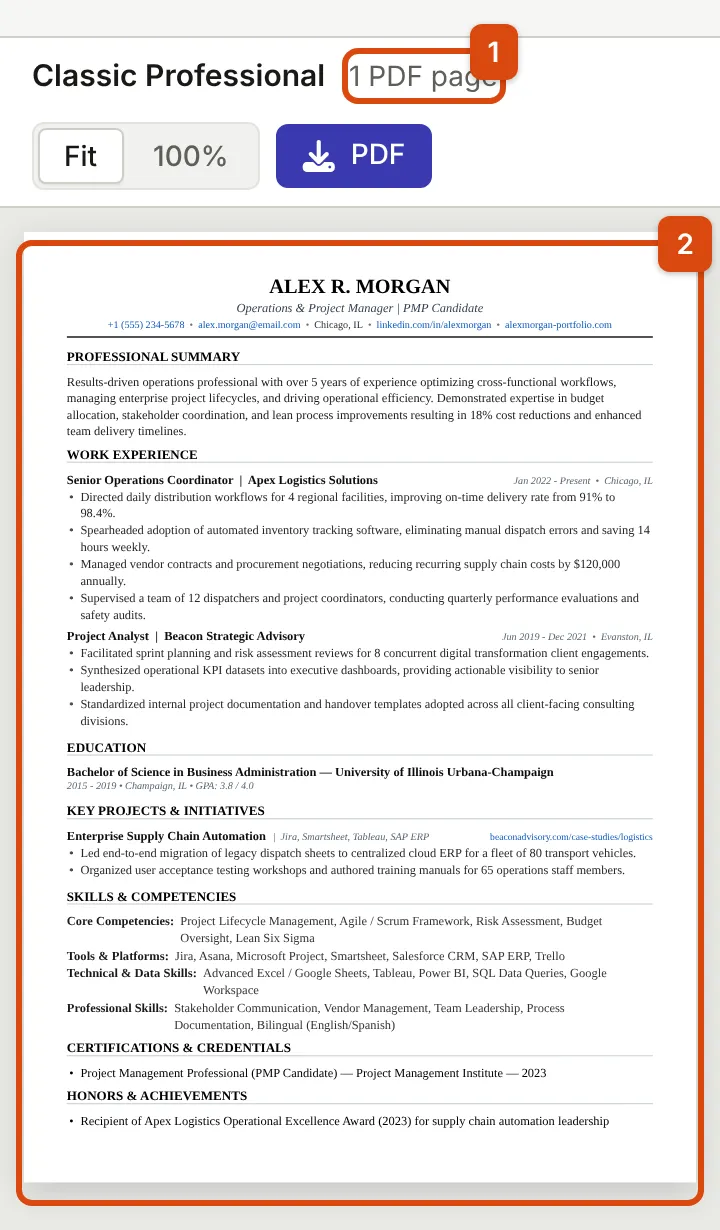 Classic Professional 1 PDF page
1
Fit 100% PDF
2
ALEX R. MORGAN
Operations & Project Manager | PMP Candidate
+1 (555) 234-5678 • alex.morgan@email.com • Chicago, IL • linkedin.com/in/alexmorgan • alexmorgan-portfolio.com
PROFESSIONAL SUMMARY
Results-driven operations professional with over 5 years of experience optimizing cross-functional workflows,
managing enterprise project lifecycles, and driving operational efficiency. Demonstrated expertise in budget
allocation, stakeholder coordination, and lean process improvements resulting in 18% cost reductions and enhanced
team delivery timelines.
WORK EXPERIENCE
Senior Operations Coordinator | Apex Logistics Solutions Jan 2022 - Present • Chicago, IL
• Directed daily distribution workflows for 4 regional facilities, improving on-time delivery rate from 91% to
98.4%.
• Spearheaded adoption of automated inventory tracking software, eliminating manual dispatch errors and saving 14
hours weekly.
• Managed vendor contracts and procurement negotiations, reducing recurring supply chain costs by $120,000
annually.
• Supervised a team of 12 dispatchers and project coordinators, conducting quarterly performance evaluations and
safety audits.
Project Analyst | Beacon Strategic Advisory Jun 2019 - Dec 2021 • Evanston, IL
• Facilitated sprint planning and risk assessment reviews for 8 concurrent digital transformation client engagements.
• Synthesized operational KPI datasets into executive dashboards, providing actionable visibility to senior
leadership.
• Standardized internal project documentation and handover templates adopted across all client-facing consulting
divisions.
EDUCATION
Bachelor of Science in Business Administration — University of Illinois Urbana-Champaign
2015 - 2019 • Champaign, IL • GPA: 3.8 / 4.0
KEY PROJECTS & INITIATIVES
Enterprise Supply Chain Automation | Jira, Smartsheet, Tableau, SAP ERP beaconadvisory.com/case-studies/logistics
• Led end-to-end migration of legacy dispatch sheets to centralized cloud ERP for a fleet of 80 transport vehicles.
• Organized user acceptance testing workshops and authored training manuals for 65 operations staff members.
SKILLS & COMPETENCIES
Core Competencies: Project Lifecycle Management, Agile / Scrum Framework, Risk Assessment, Budget
Oversight, Lean Six Sigma
Tools & Platforms: Jira, Asana, Microsoft Project, Smartsheet, Salesforce CRM, SAP ERP, Trello
Technical & Data Skills: Advanced Excel / Google Sheets, Tableau, Power BI, SQL Data Queries, Google
Workspace
Professional Skills: Stakeholder Communication, Vendor Management, Team Leadership, Process
Documentation, Bilingual (English/Spanish)
CERTIFICATIONS & CREDENTIALS
• Project Management Professional (PMP Candidate) — Project Management Institute — 2023
HONORS & ACHIEVEMENTS
• Recipient of Apex Logistics Operational Excellence Award (2023) for supply chain automation leadership